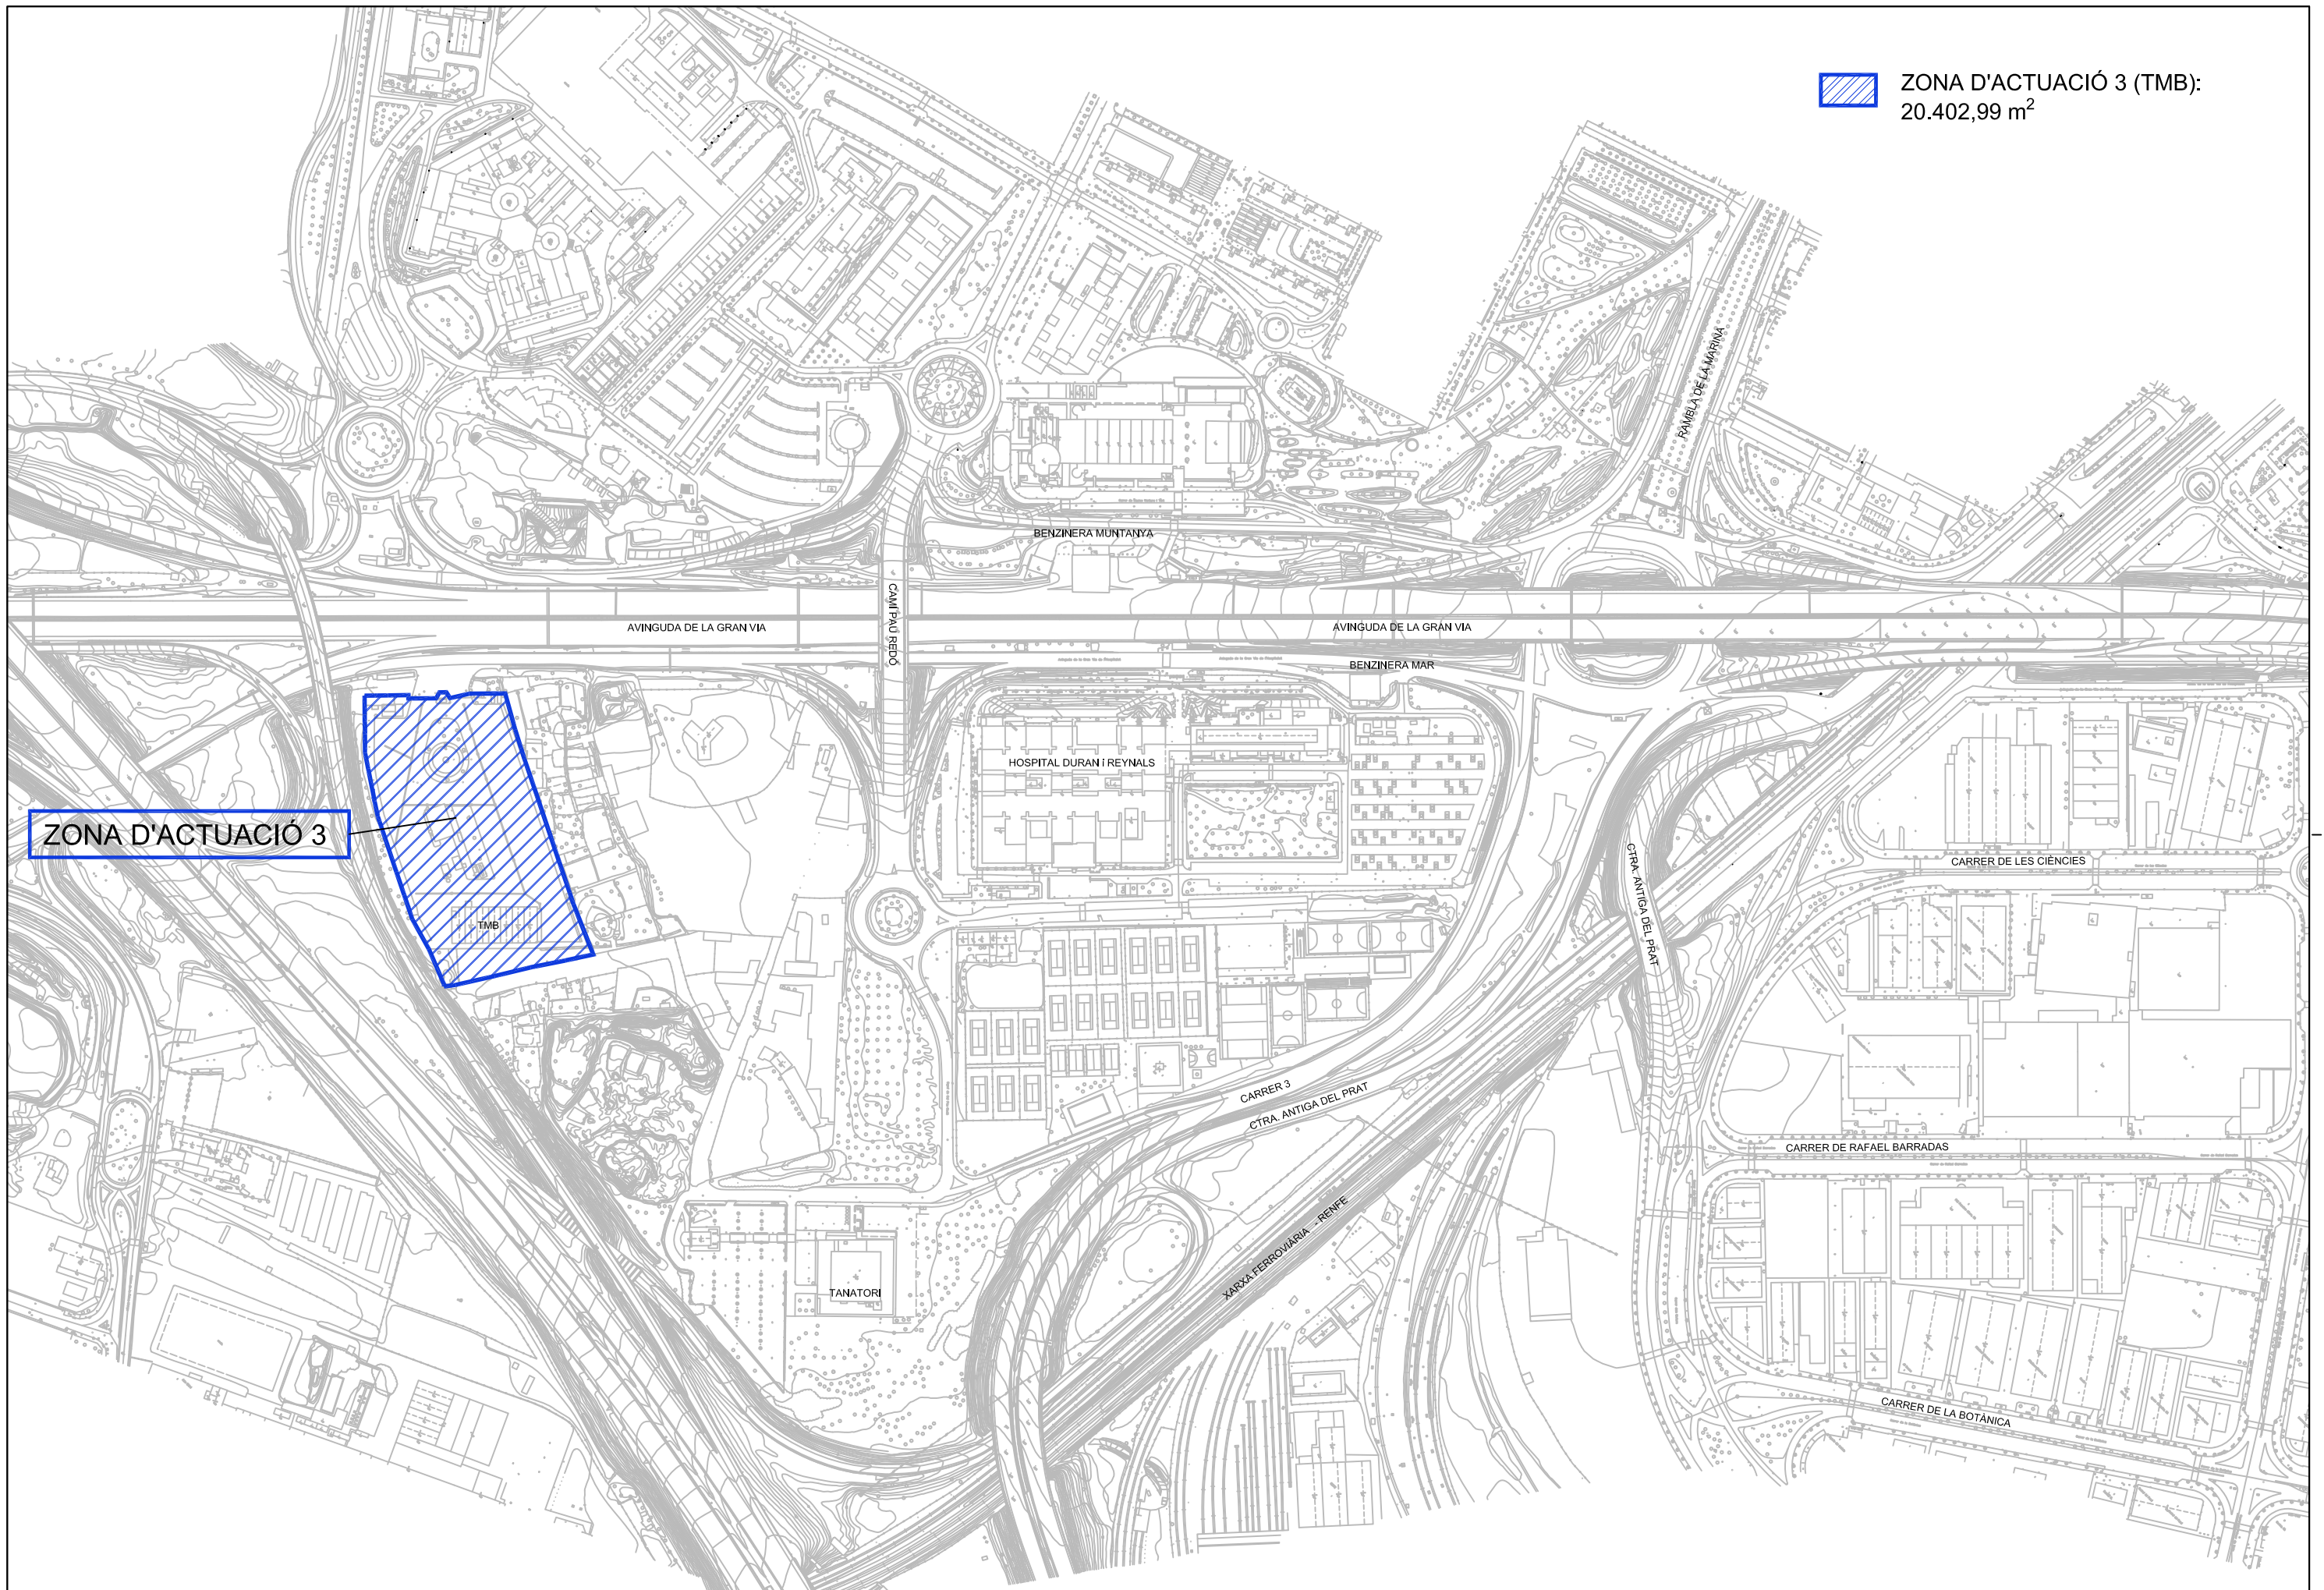 ZONA D'ACTUACIÓ 3 (TMB):
20.402,99 m²
RAMBLA DE LA MARINA
BENZINERA MUNTANYA
CAMÍ PAU REDÓ
AVINGUDA DE LA GRAN VIA
AVINGUDA DE LA GRAN VIA
BENZINERA MAR
HOSPITAL DURAN i REYNALS
ZONA D'ACTUACIÓ 3
CARRER DE LES CIÈNCIES
CTRA. ANTIGA DEL PRAT
TMB
CARRER 3
CTRA. ANTIGA DEL PRAT
CARRER DE RAFAEL BARRADAS
XARXA FERROVIÀRIA - RENFE
TANATORI
CARRER DE LA BOTÀNICA